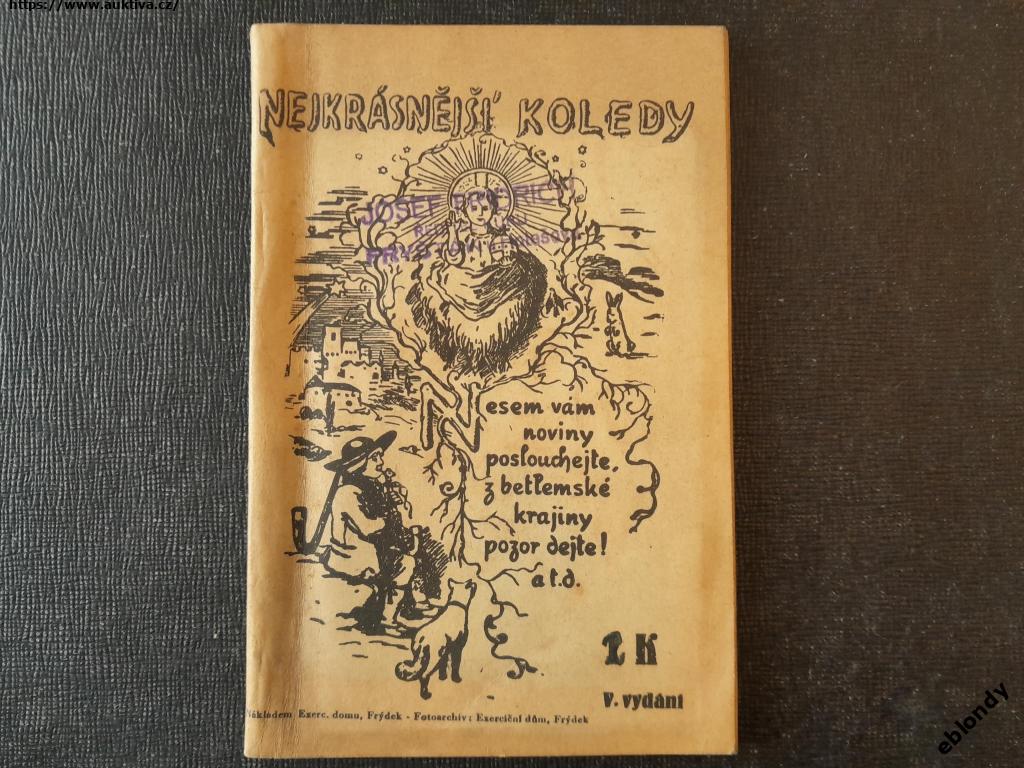 https://www.auktiva.cz/
NEJKRÁSNĚJŠÍ KOLEDY
JOSEF
Nesem vám
noviny
poslouchejte,
z betlemské
krajiny
pozor dejte!
a t.d.
1 K
V. vydání
Nákladem Exerc. domu, Frýdek - Fotoarchiv: Exerciční dům, Frýdek
eblondy